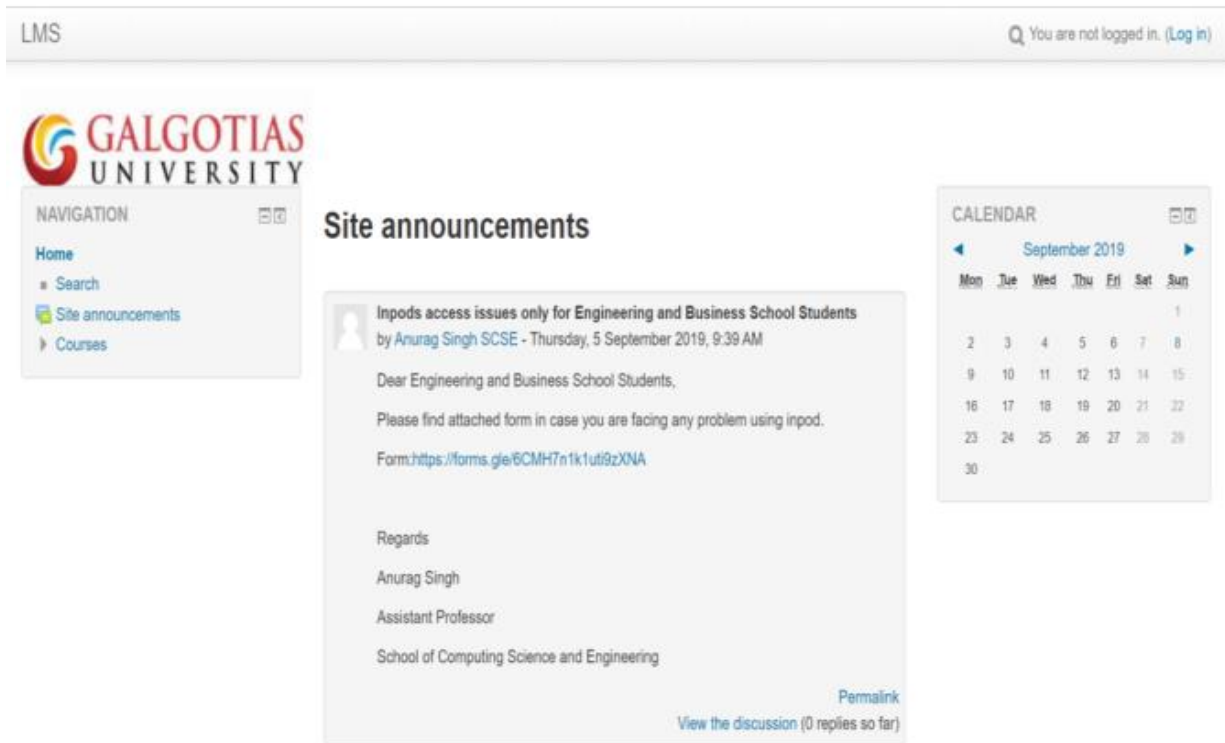 LMS
You are not logged in. (Log in)
GALGOTIAS
UNIVERSITY
NAVIGATION
Home
Search
Site announcements
Courses
Site announcements
Inpods access issues only for Engineering and Business School Students
by Anurag Singh SCSE - Thursday, 5 September 2019, 9:39 AM
Dear Engineering and Business School Students,
Please find attached form in case you are facing any problem using inpod.
Form:https://forms.gle/6CMH7n1k1uti9zXNA
Regards
Anurag Singh
Assistant Professor
School of Computing Science and Engineering
Permalink
View the discussion (0 replies so far)
CALENDAR
September 2019
Mon Tue Wed Thu Fri Sat Sun
1
2 3 4 5 6 7 8
9 10 11 12 13 14 15
16 17 18 19 20 21 22
23 24 25 26 27 28 29
30